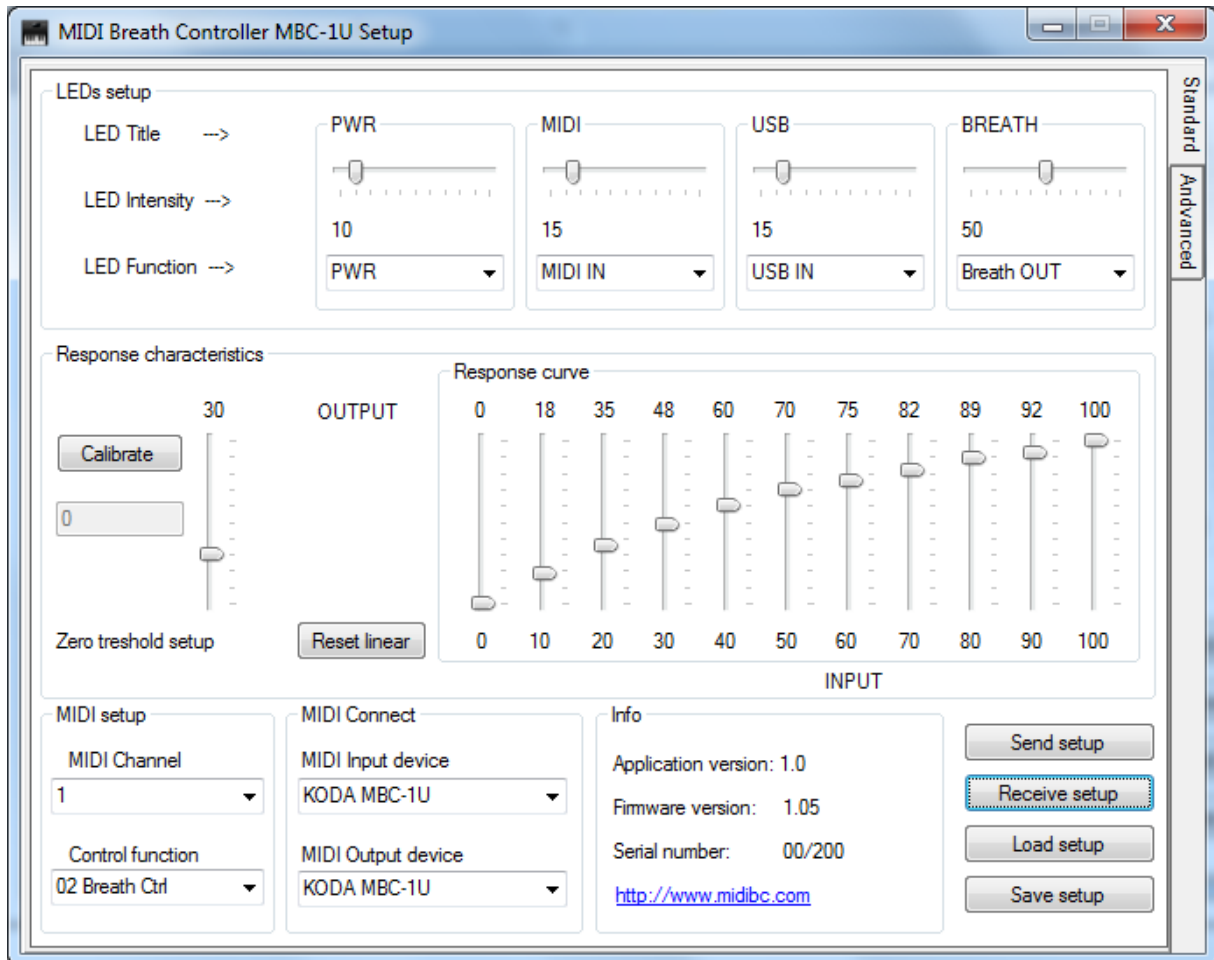 MIDI Breath Controller MBC-1U Setup
Standard
Andvanced
LEDs setup
LED Title --->
PWR
MIDI
USB
BREATH
LED Intensity --->
10
15
15
50
LED Function --->
PWR
MIDI IN
USB IN
Breath OUT
Response characteristics
Response curve
30
OUTPUT
0 18 35 48 60 70 75 82 89 92 100
Calibrate
0
Zero treshold setup
Reset linear
0 10 20 30 40 50 60 70 80 90 100
INPUT
MIDI setup
MIDI Channel
1
Control function
02 Breath Ctrl
MIDI Connect
MIDI Input device
KODA MBC-1U
MIDI Output device
KODA MBC-1U
Info
Application version: 1.0
Firmware version: 1.05
Serial number: 00/200
http://www.midibc.com
Send setup
Receive setup
Load setup
Save setup